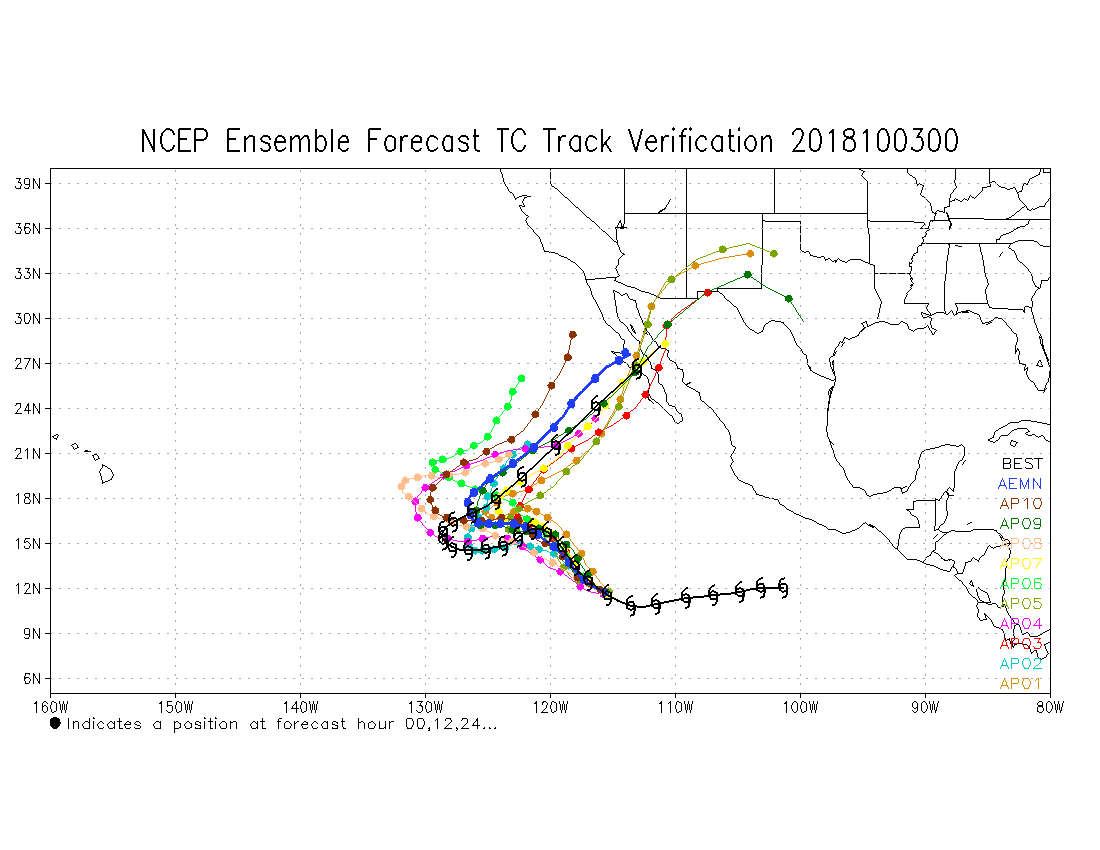 NCEP Ensemble Forecast TC Track Verification 2018100300
39N
36N
33N
30N
27N
24N
21N
18N
15N
12N
9N
6N
BEST
AEMN
AP10
AP09
AP08
AP07
AP06
AP05
AP04
AP03
AP02
AP01
160W 150W 140W 130W 120W 110W 100W 90W 80W
Indicates a position at forecast hour 00,12,24...